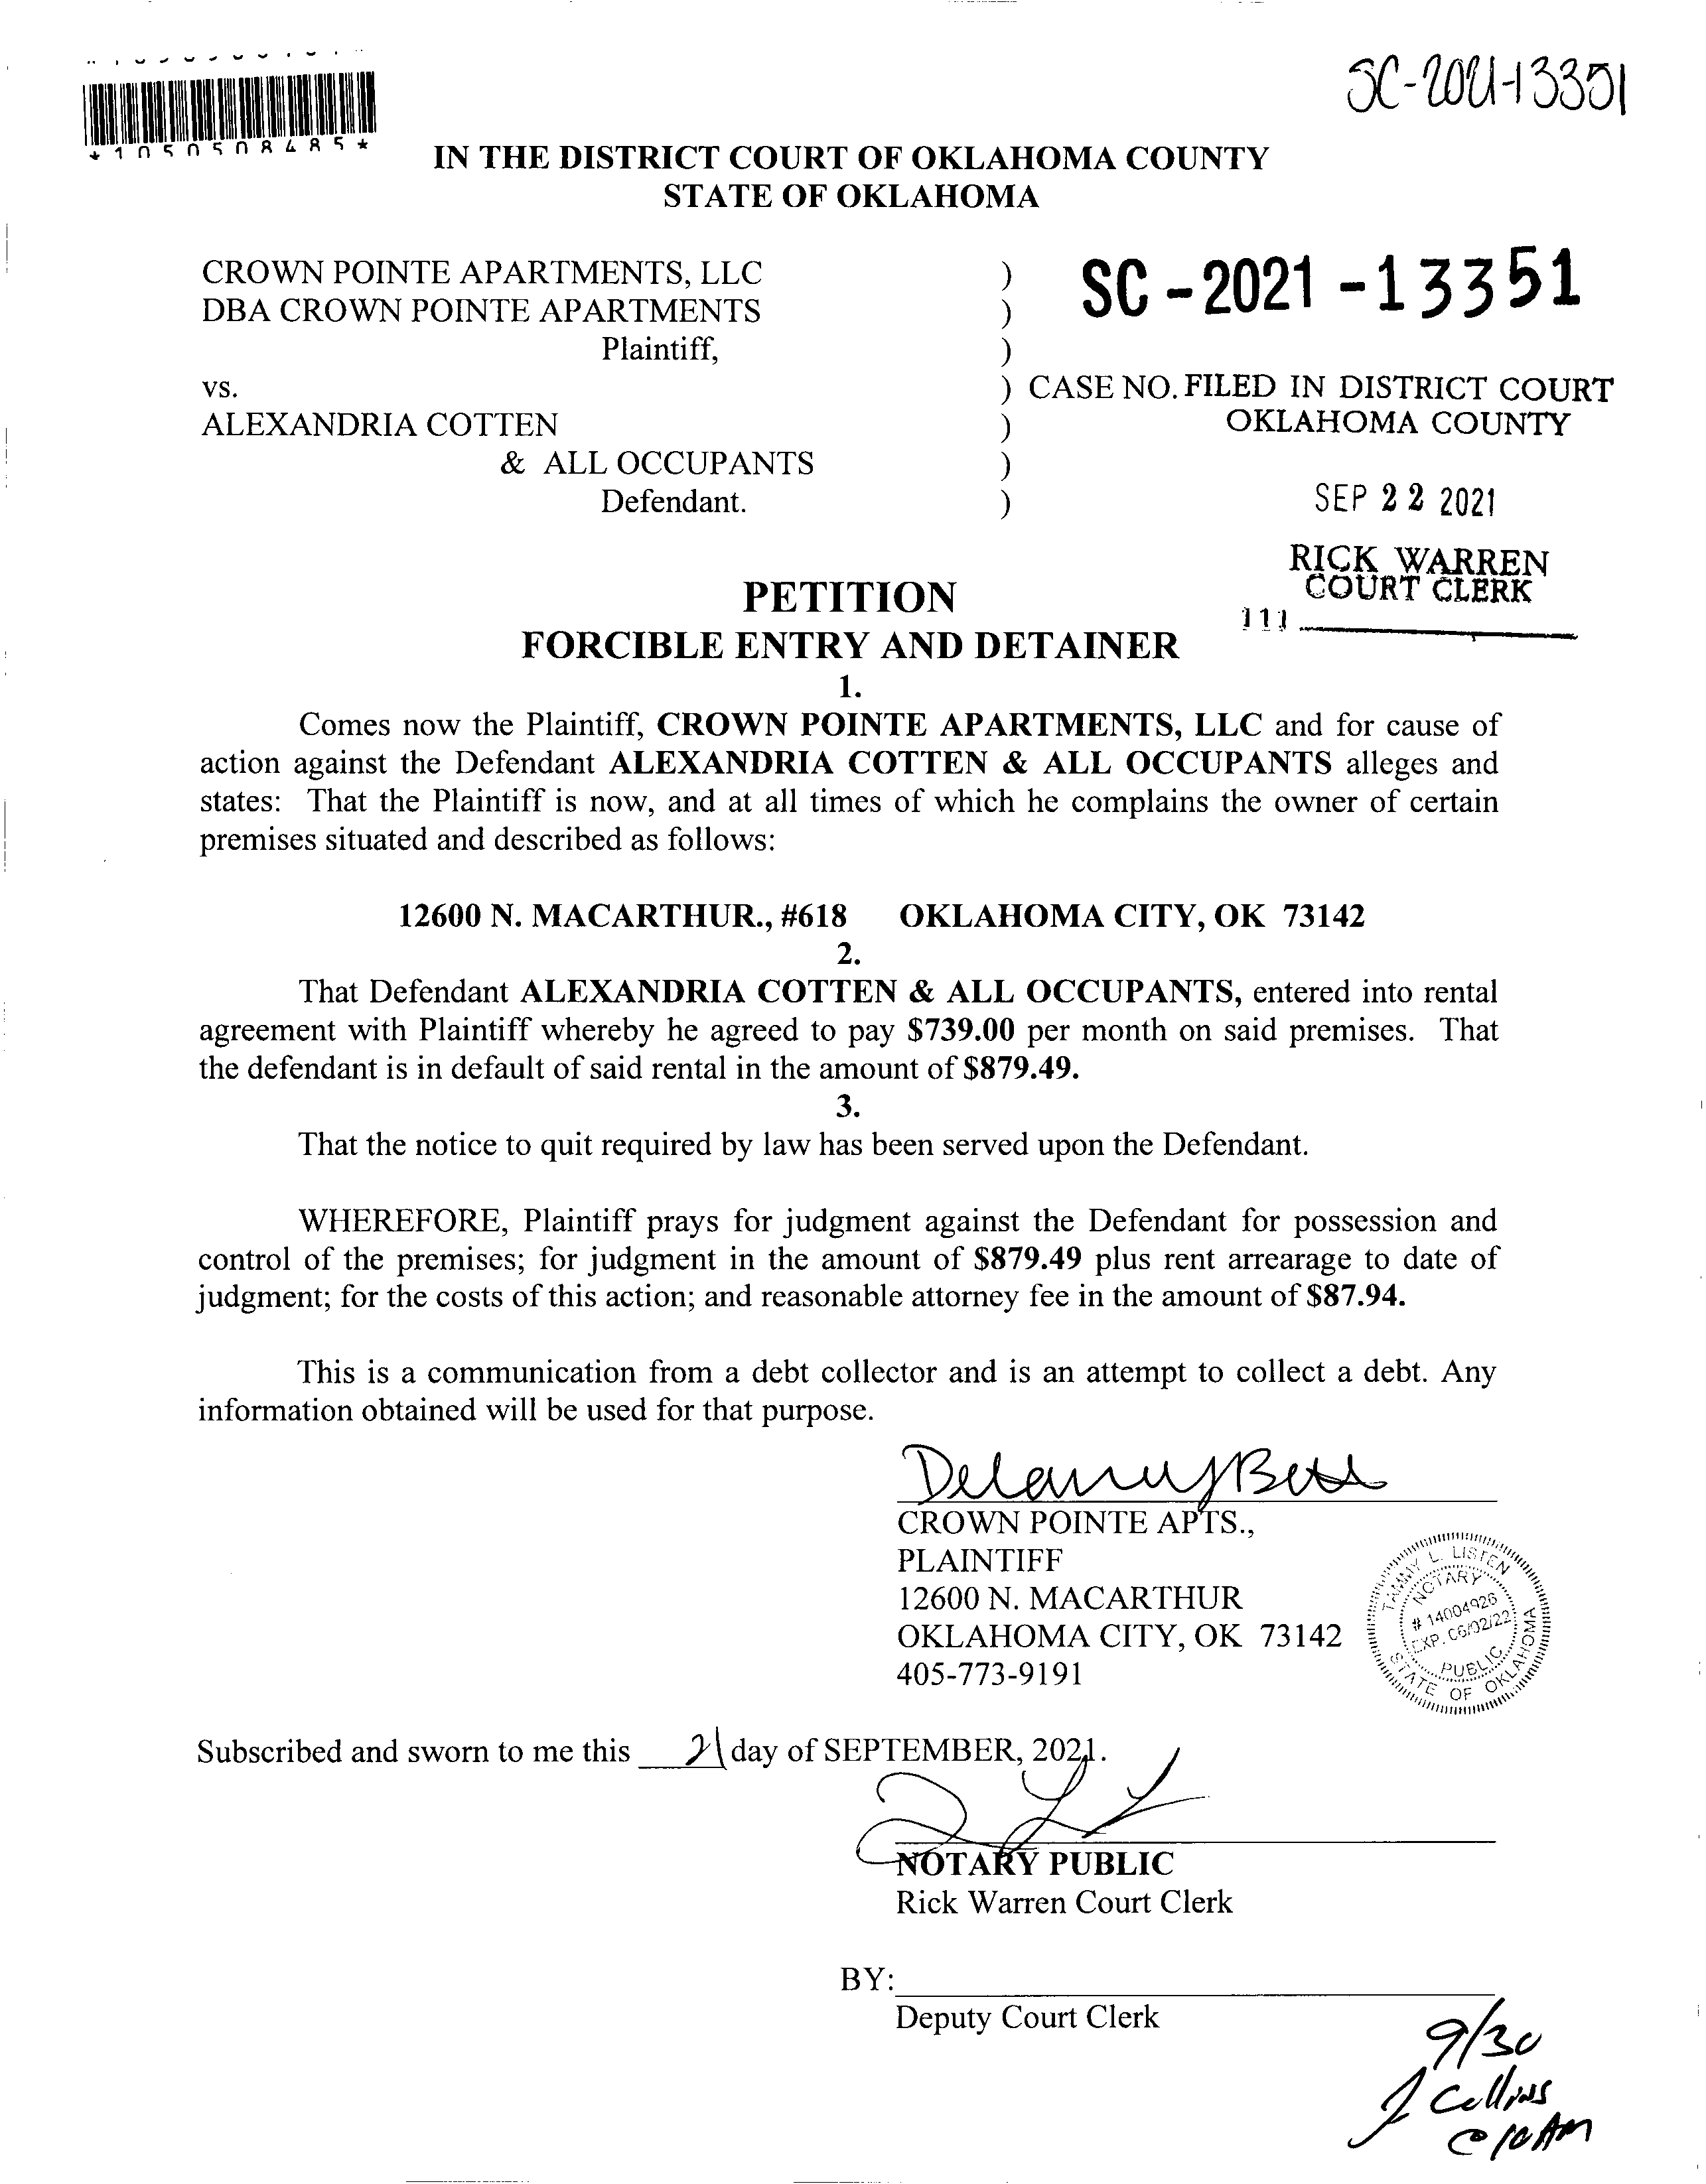 SC-2021-13351
*1050508485*
IN THE DISTRICT COURT OF OKLAHOMA COUNTY
STATE OF OKLAHOMA
CROWN POINTE APARTMENTS, LLC )
DBA CROWN POINTE APARTMENTS )
Plaintiff, )
SC-2021-13351
vs. ) CASE NO. FILED IN DISTRICT COURT
ALEXANDRIA COTTEN ) OKLAHOMA COUNTY
& ALL OCCUPANTS )
Defendant. ) SEP 22 2021
RICK WARREN
COURT CLERK
111
PETITION
FORCIBLE ENTRY AND DETAINER
1.
Comes now the Plaintiff, CROWN POINTE APARTMENTS, LLC and for cause of
action against the Defendant ALEXANDRIA COTTEN & ALL OCCUPANTS alleges and
states: That the Plaintiff is now, and at all times of which he complains the owner of certain
premises situated and described as follows:
12600 N. MACARTHUR., #618 OKLAHOMA CITY, OK 73142
2.
That Defendant ALEXANDRIA COTTEN & ALL OCCUPANTS, entered into rental
agreement with Plaintiff whereby he agreed to pay $739.00 per month on said premises. That
the defendant is in default of said rental in the amount of $879.49.
3.
That the notice to quit required by law has been served upon the Defendant.
WHEREFORE, Plaintiff prays for judgment against the Defendant for possession and
control of the premises; for judgment in the amount of $879.49 plus rent arrearage to date of
judgment; for the costs of this action; and reasonable attorney fee in the amount of $87.94.
This is a communication from a debt collector and is an attempt to collect a debt. Any
information obtained will be used for that purpose.
CROWN POINTE APTS.,
PLAINTIFF
12600 N. MACARTHUR
OKLAHOMA CITY, OK 73142
405-773-9191
TAMMY L. LISTEN
NOTARY
# 14004926
EXP. 06/02/22
PUBLIC
STATE OF OKLAHOMA
Subscribed and sworn to me this 21 day of SEPTEMBER, 2021.
NOTARY PUBLIC
Rick Warren Court Clerk
BY:
Deputy Court Clerk
9/30
J Collins
@ 10 AM